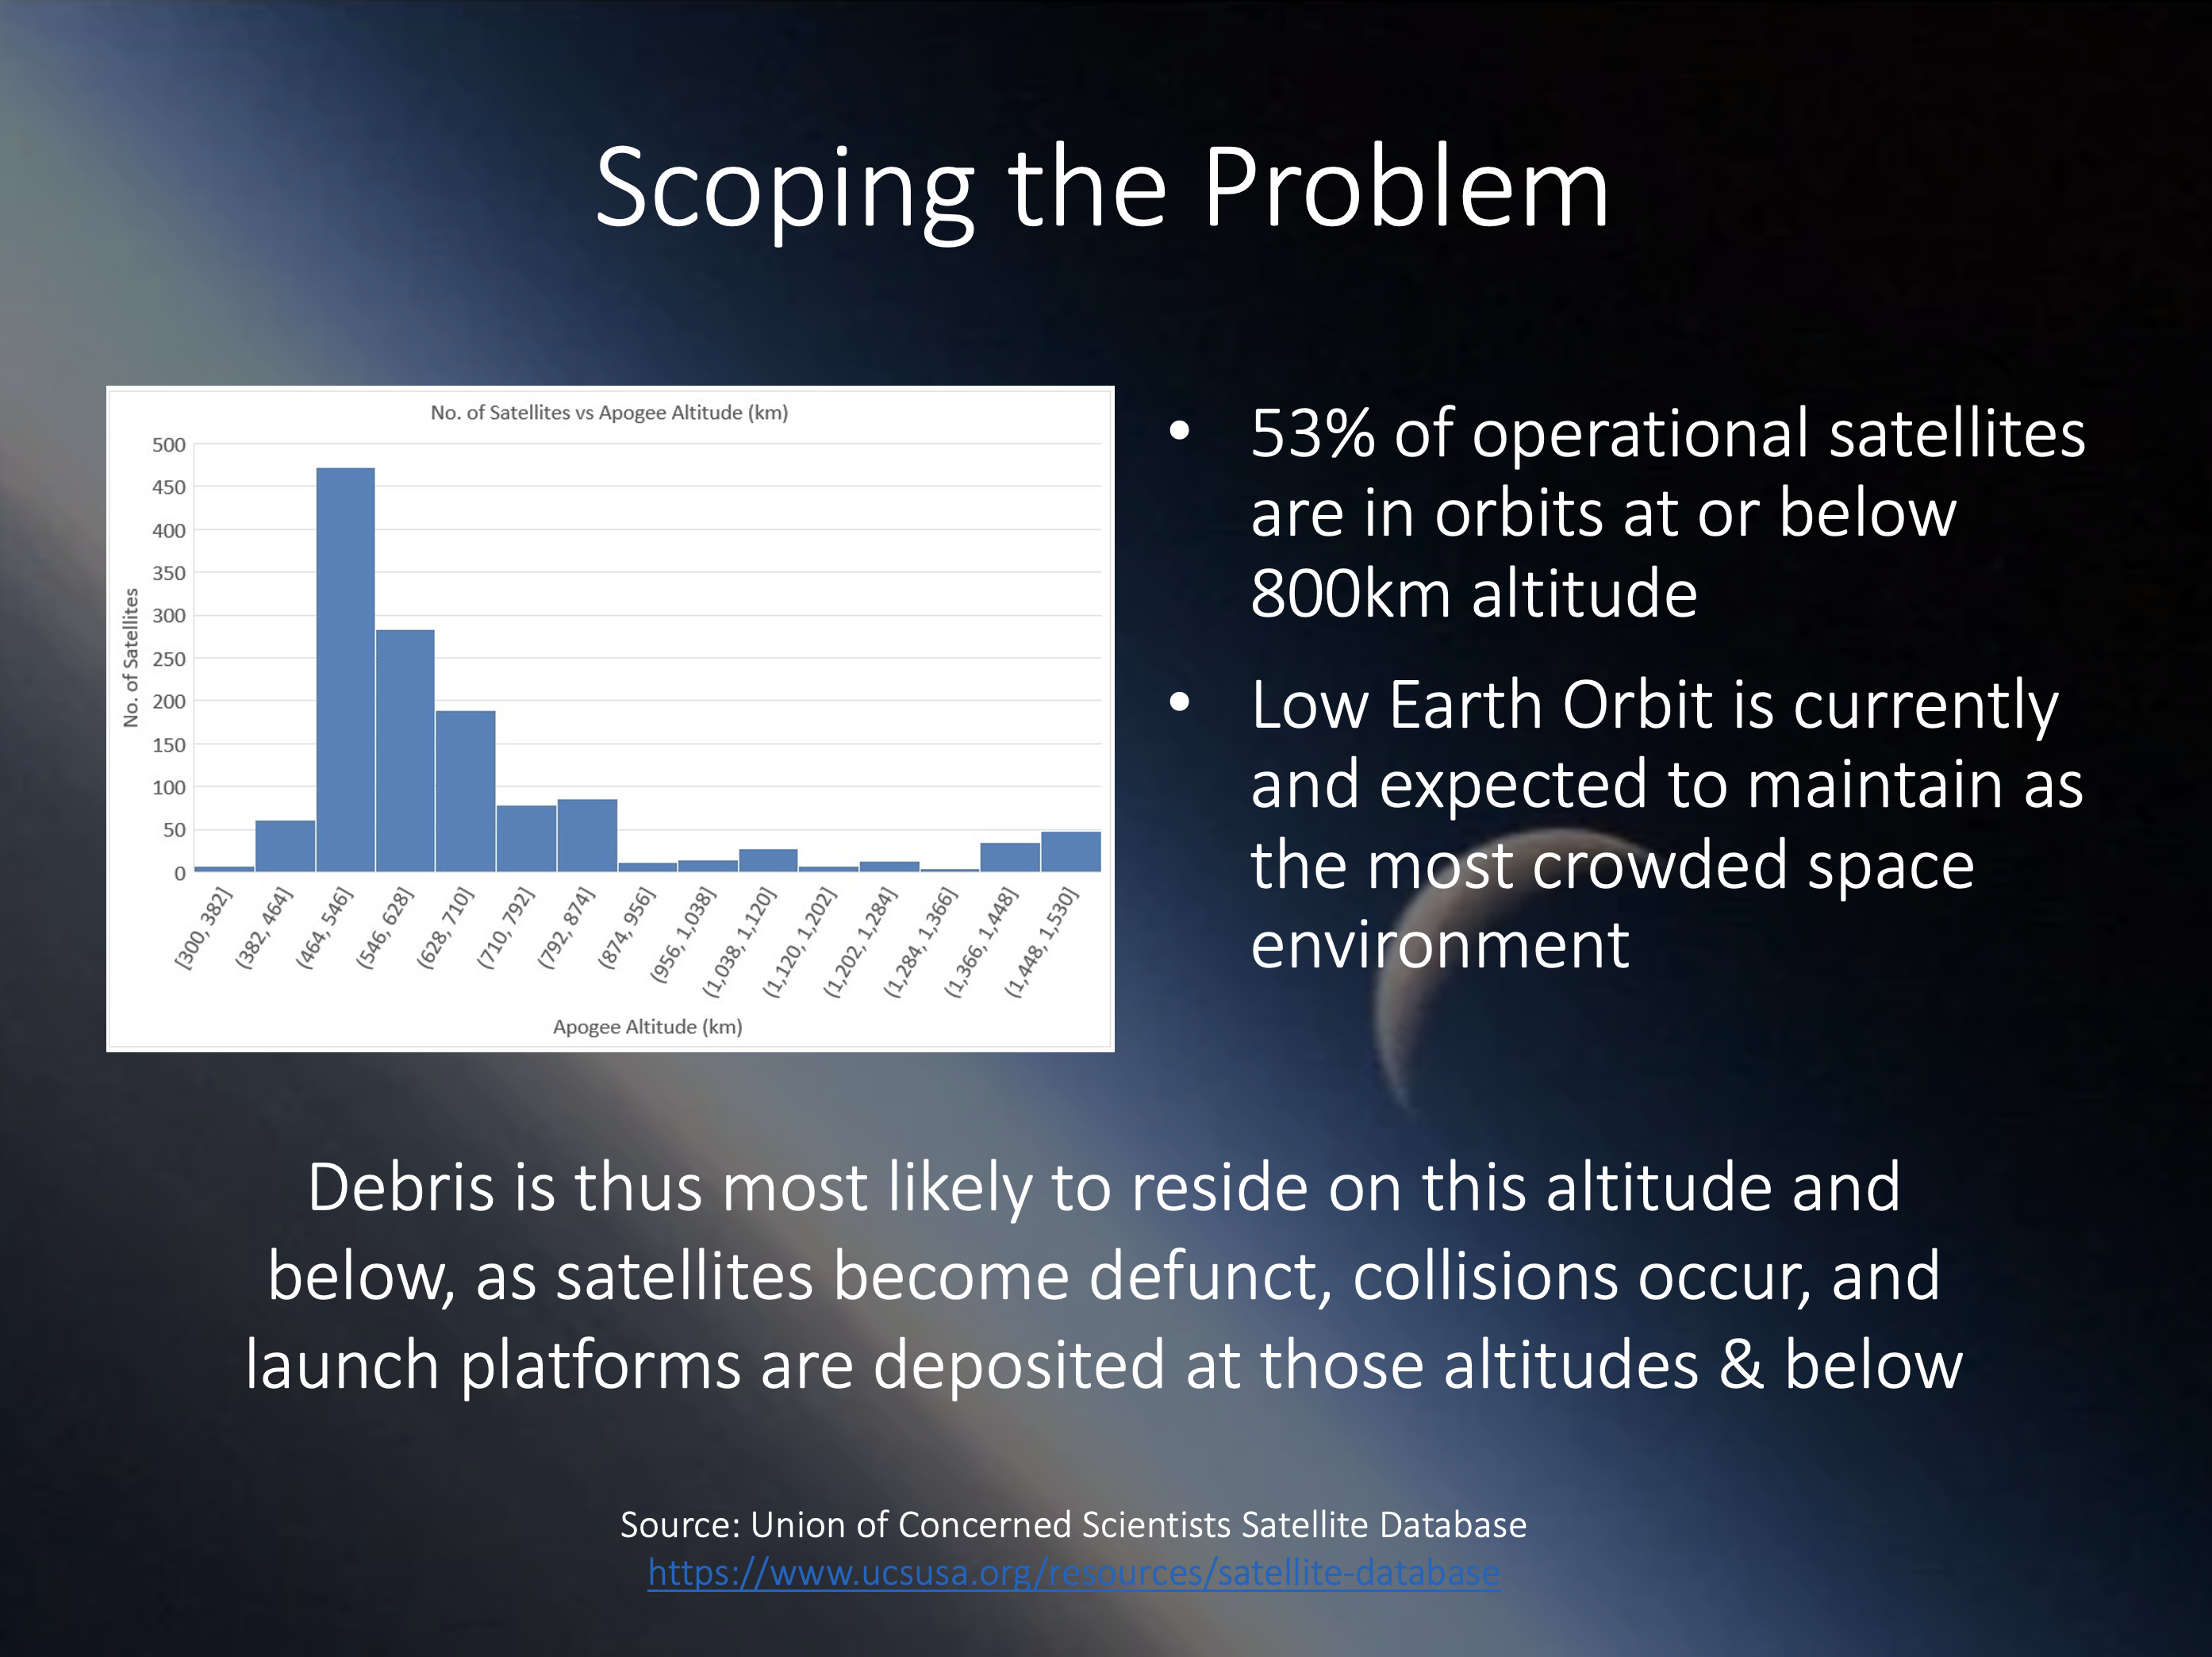 Scoping the Problem
No. of Satellites vs Apogee Altitude (km)
500
450
400
350
300
250
200
150
100
50
0
No. of Satellites
[300, 382]
(382, 464]
(464, 546]
(546, 628]
(628, 710]
(710, 792]
(792, 874]
(874, 956]
(956, 1,038]
(1,038, 1,120]
(1,120, 1,202]
(1,202, 1,284]
(1,284, 1,366]
(1,366, 1,448]
(1,448, 1,530]
Apogee Altitude (km)
• 53% of operational satellites
are in orbits at or below
800km altitude
• Low Earth Orbit is currently
and expected to maintain as
the most crowded space
environment
Debris is thus most likely to reside on this altitude and
below, as satellites become defunct, collisions occur, and
launch platforms are deposited at those altitudes & below
Source: Union of Concerned Scientists Satellite Database
https://www.ucsusa.org/resources/satellite-database